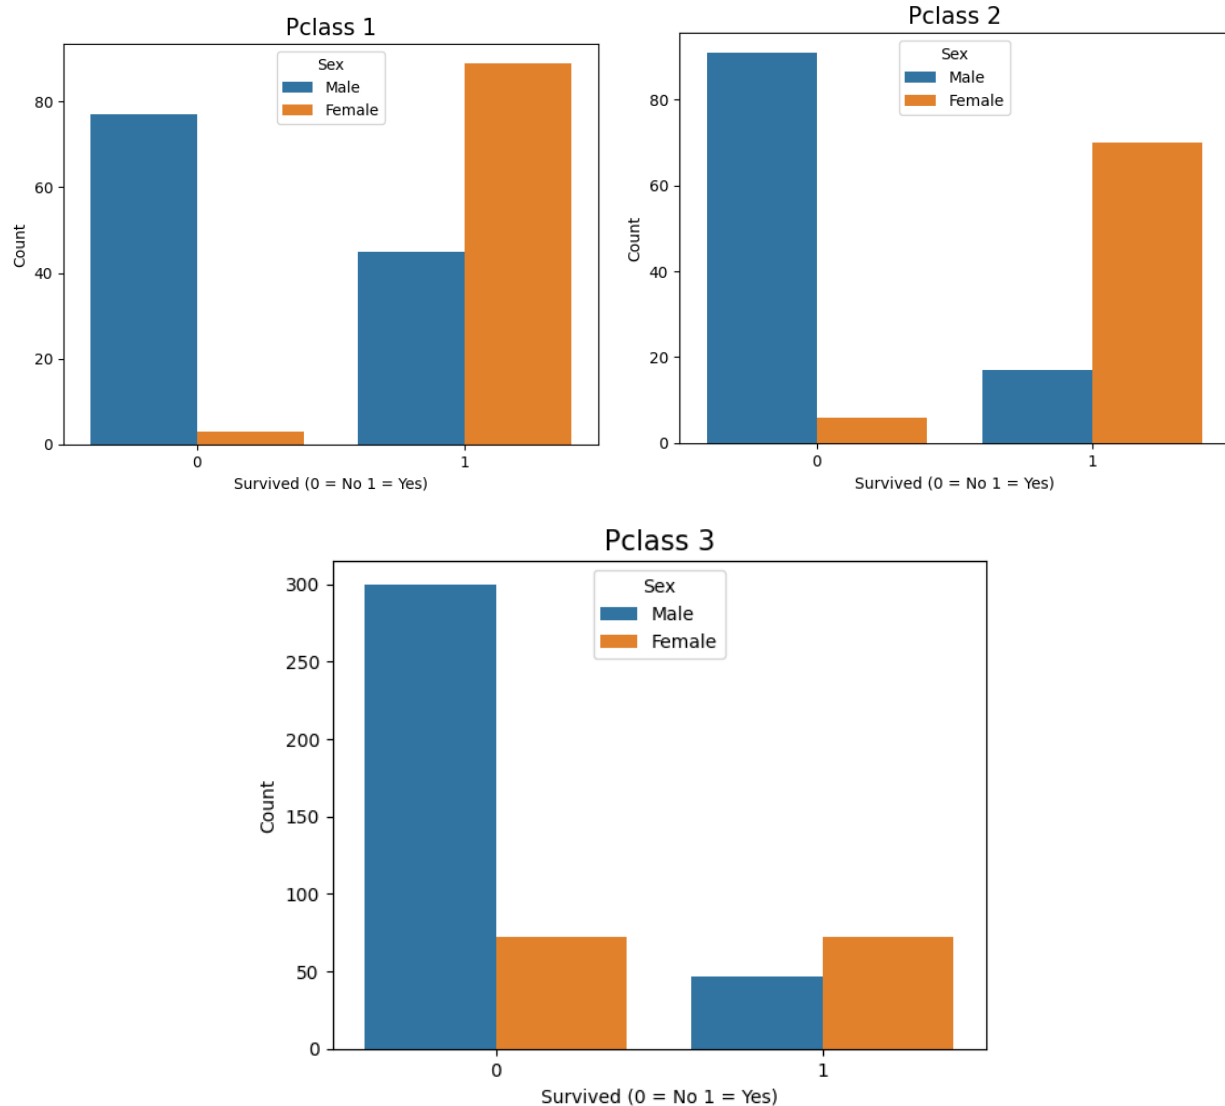 Pclass 1
Sex
Male
Female
80
60
40
20
0
Count
0 1
Survived (0 = No 1 = Yes)
Pclass 2
Sex
Male
Female
80
60
40
20
0
Count
0 1
Survived (0 = No 1 = Yes)
Pclass 3
Sex
Male
Female
300
250
200
150
100
50
0
Count
0 1
Survived (0 = No 1 = Yes)